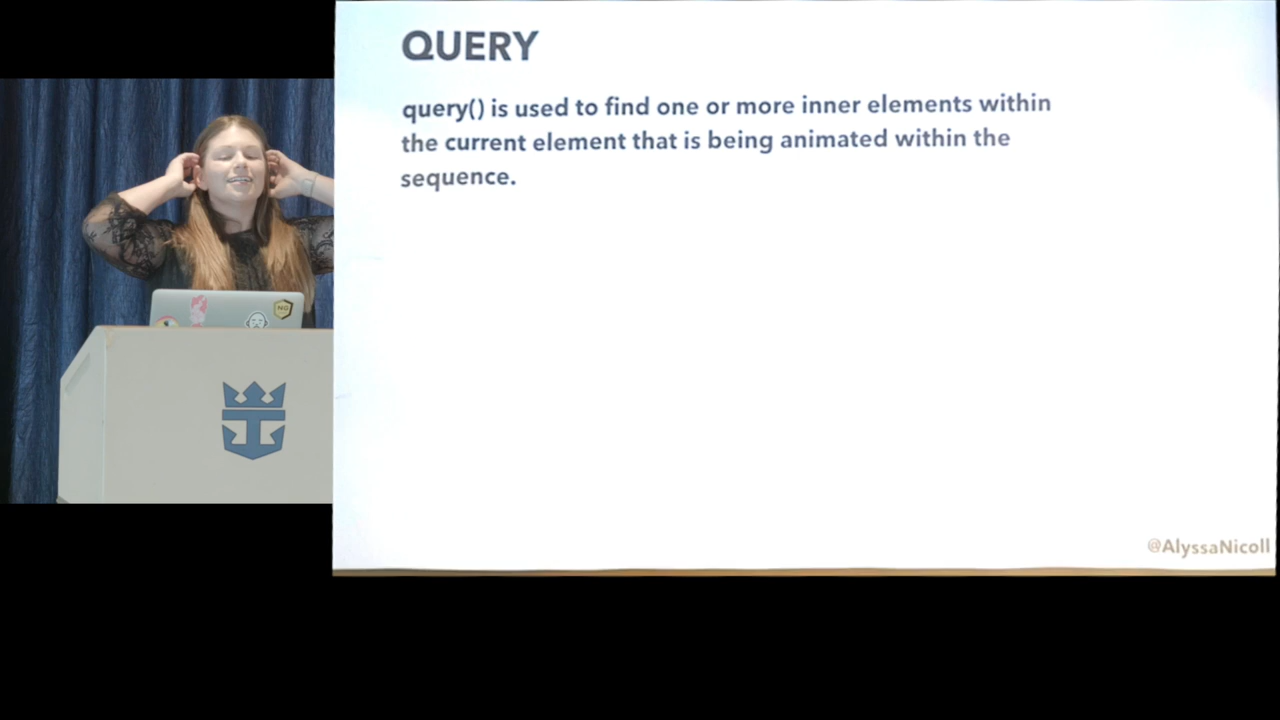 QUERY
query() is used to find one or more inner elements within
the current element that is being animated within the
sequence.
NG
@AlyssaNicoll